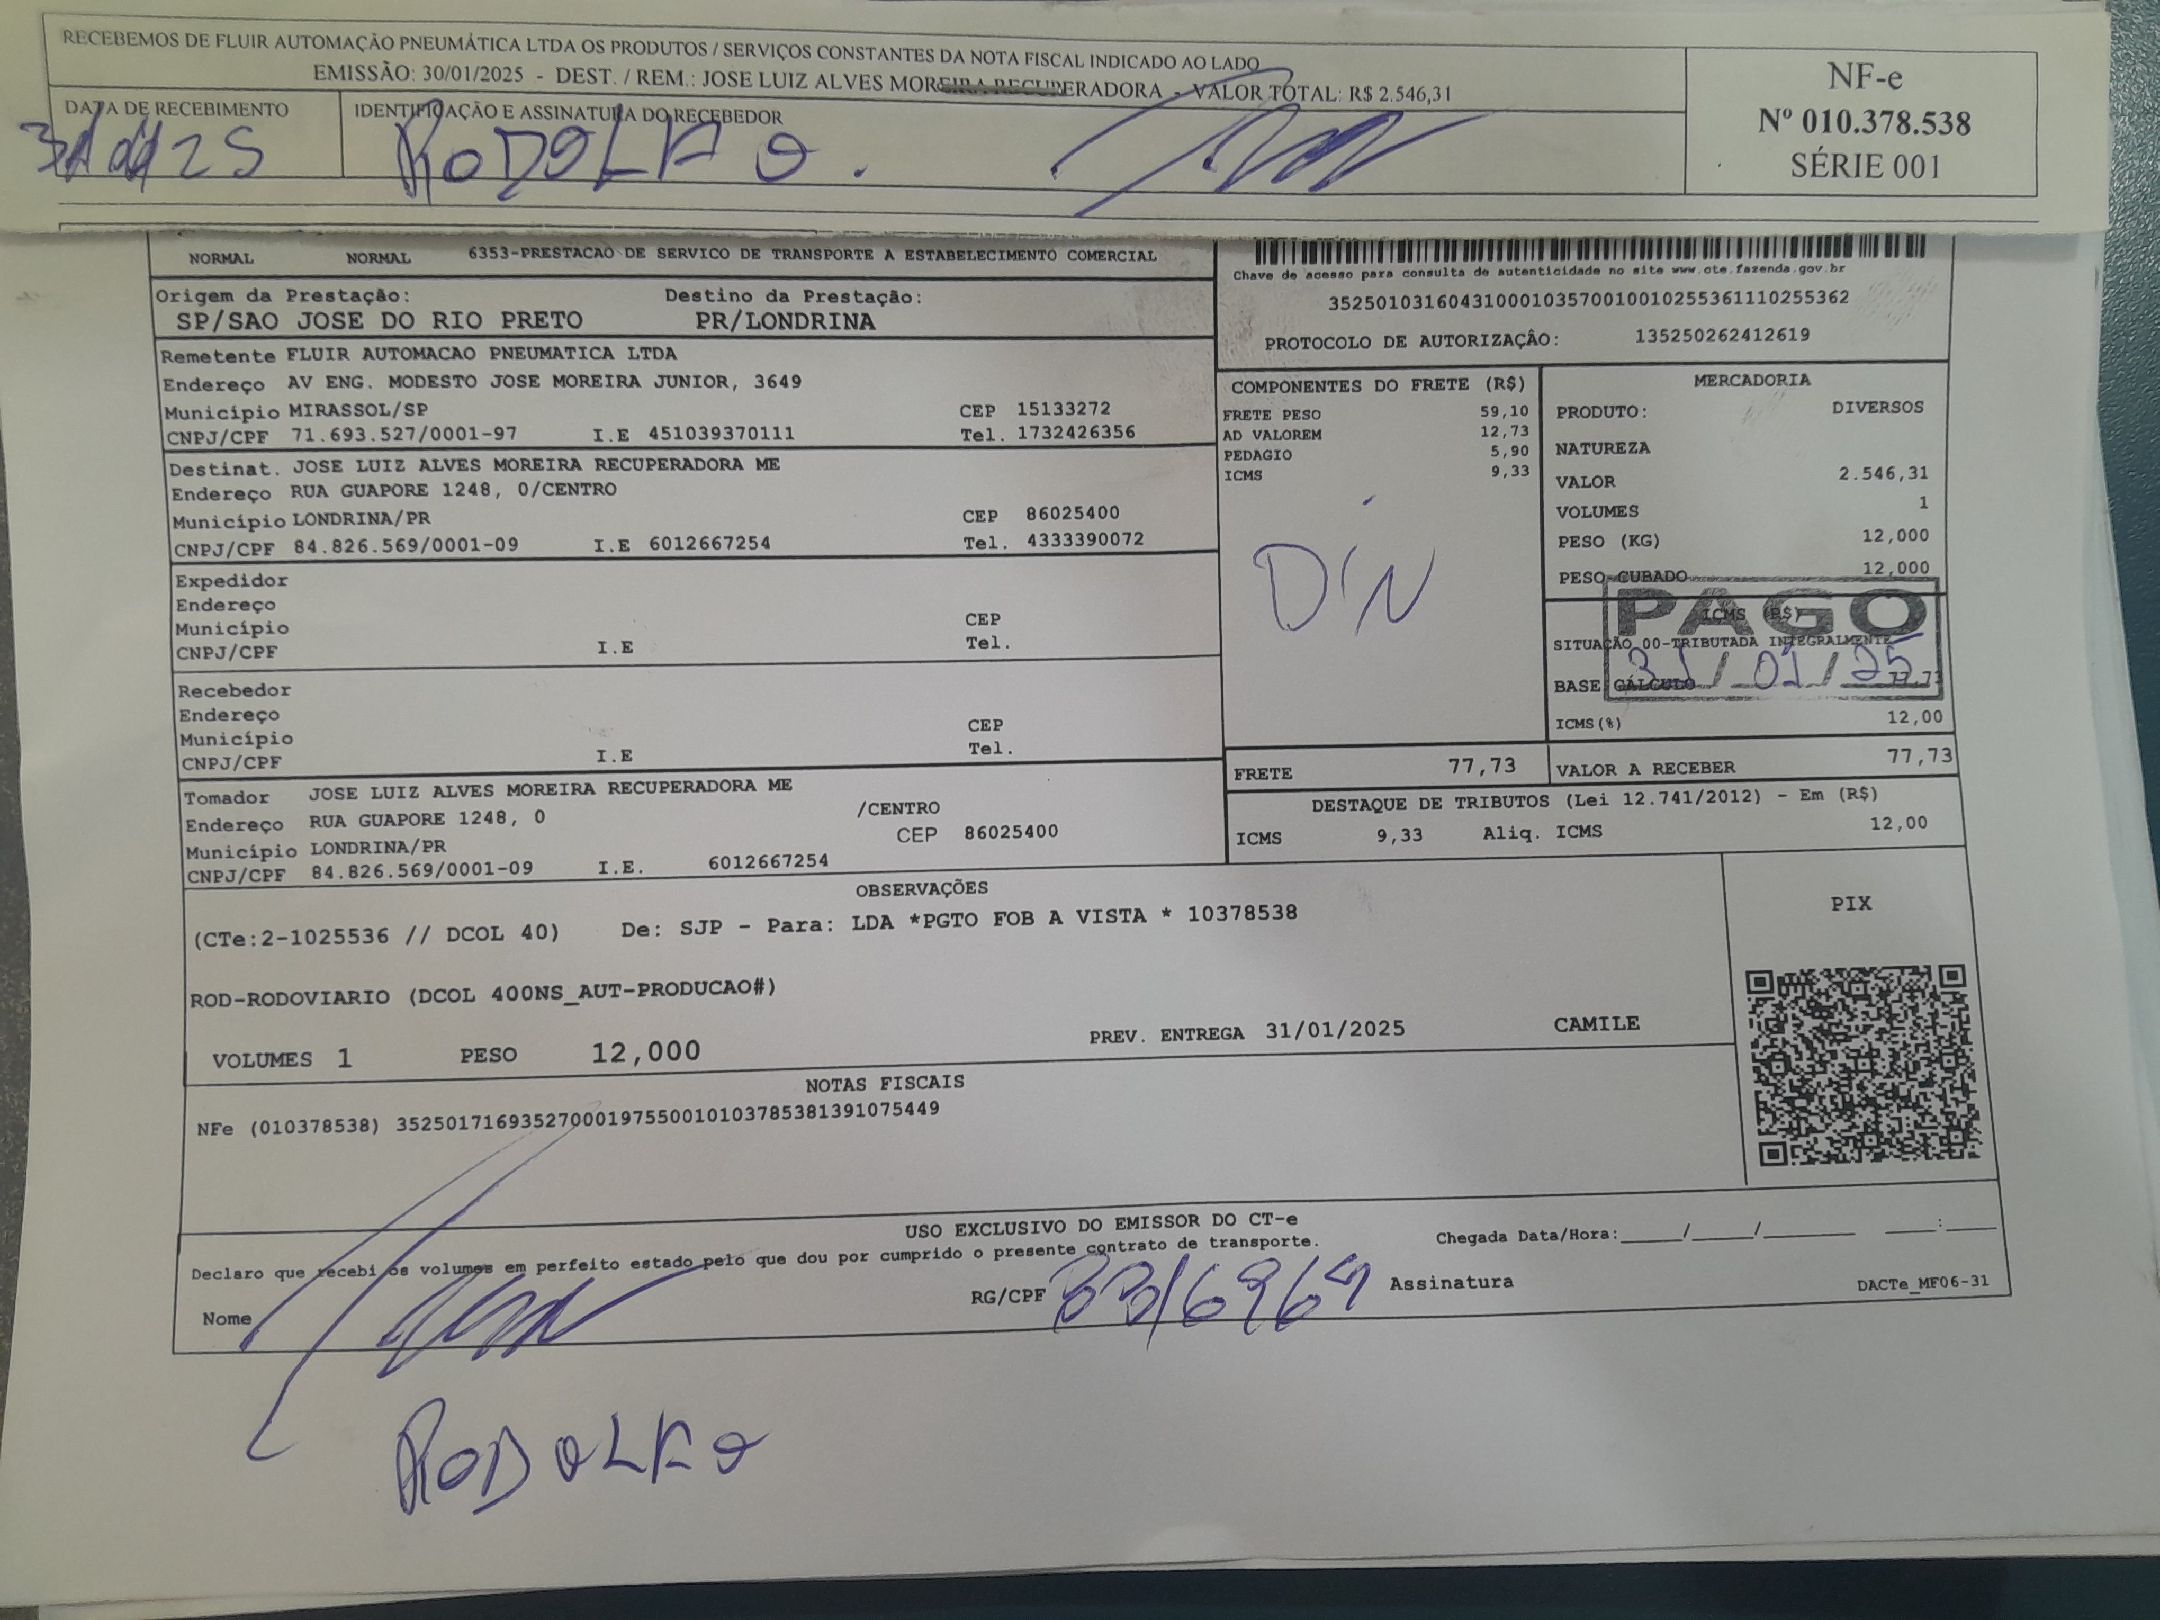 RECEBEMOS DE FLUIR AUTOMAÇÃO PNEUMÁTICA LTDA OS PRODUTOS / SERVIÇOS CONSTANTES DA NOTA FISCAL INDICADO AO LADO
EMISSÃO: 30/01/2025 - DEST. / REM.: JOSE LUIZ ALVES MOREIRA RECUPERADORA - VALOR TOTAL: R$ 2.546,31
DATA DE RECEBIMENTO IDENTIFICAÇÃO E ASSINATURA DO RECEBEDOR
RODOLFO.
NF-e
Nº 010.378.538
SÉRIE 001
NORMAL NORMAL 6353-PRESTACAO DE SERVICO DE TRANSPORTE A ESTABELECIMENTO COMERCIAL
Chave de acesso para consulta de autenticidade no site www.cte.fazenda.gov.br
35250103160431000103570010010255361110255362
PROTOCOLO DE AUTORIZAÇÂO: 135250262412619
Origem da Prestação: Destino da Prestação:
SP/SAO JOSE DO RIO PRETO PR/LONDRINA
Remetente FLUIR AUTOMACAO PNEUMATICA LTDA
Endereço AV ENG. MODESTO JOSE MOREIRA JUNIOR, 3649
Município MIRASSOL/SP CEP 15133272
CNPJ/CPF 71.693.527/0001-97 I.E 451039370111 Tel. 1732426356
Destinat. JOSE LUIZ ALVES MOREIRA RECUPERADORA ME
Endereço RUA GUAPORE 1248, 0/CENTRO
Município LONDRINA/PR CEP 86025400
CNPJ/CPF 84.826.569/0001-09 I.E 6012667254 Tel. 4333390072
Expedidor
Endereço
Município CEP
CNPJ/CPF I.E Tel.
Recebedor
Endereço
Município CEP
CNPJ/CPF I.E Tel.
Tomador JOSE LUIZ ALVES MOREIRA RECUPERADORA ME
Endereço RUA GUAPORE 1248, 0 /CENTRO
Município LONDRINA/PR CEP 86025400
CNPJ/CPF 84.826.569/0001-09 I.E. 6012667254
COMPONENTES DO FRETE (R$)
FRETE PESO 59,10
AD VALOREM 12,73
PEDAGIO 5,90
ICMS 9,33
DIN
MERCADORIA
PRODUTO: DIVERSOS
NATUREZA
VALOR 2.546,31
VOLUMES 1
PESO (KG) 12,000
PESO CUBADO 12,000
PAGO
31/01/25
ICMS (R$)
SITUAÇÃO 00-TRIBUTADA INTEGRALMENTE
BASE CÁLCULO 77,73
ICMS(%) 12,00
FRETE 77,73 VALOR A RECEBER 77,73
DESTAQUE DE TRIBUTOS (Lei 12.741/2012) - Em (R$)
ICMS 9,33 Aliq. ICMS 12,00
OBSERVAÇÕES
(CTe:2-1025536 // DCOL 40) De: SJP - Para: LDA *PGTO FOB A VISTA * 10378538
ROD-RODOVIARIO (DCOL 400NS_AUT-PRODUCAO#)
VOLUMES 1 PESO 12,000 PREV. ENTREGA 31/01/2025 CAMILE
PIX
NOTAS FISCAIS
NFe (010378538) 35250171693527000197550010103785381391075449
USO EXCLUSIVO DO EMISSOR DO CT-e
Declaro que recebi os volumes em perfeito estado pelo que dou por cumprido o presente contrato de transporte.
Chegada Data/Hora:_____/_____/________ _____:_____
Nome RG/CPF Assinatura
DACTe_MF06-31
RODOLFO